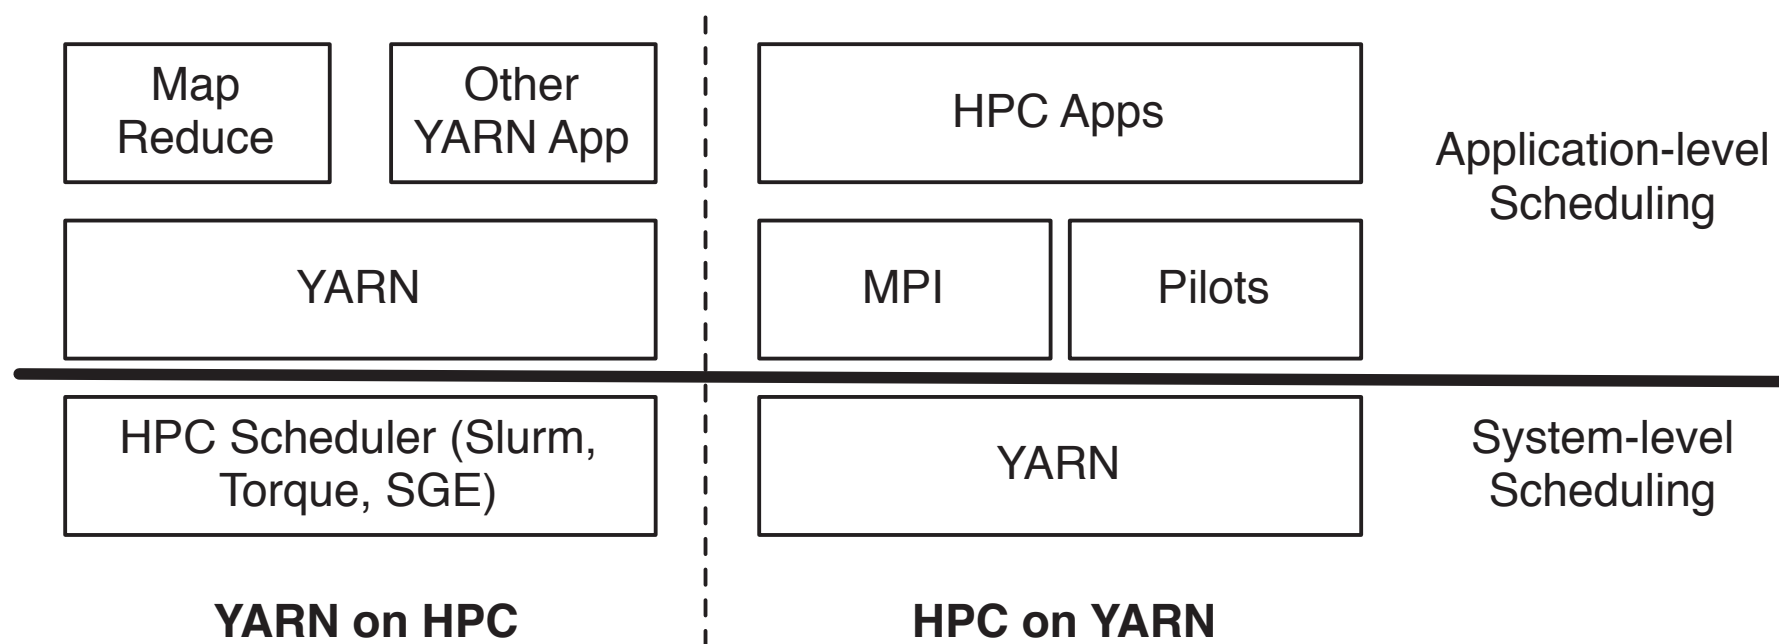 Map
Reduce
Other
YARN App
HPC Apps
Application-level
Scheduling
YARN
MPI
Pilots
HPC Scheduler (Slurm,
Torque, SGE)
YARN
System-level
Scheduling
YARN on HPC
HPC on YARN